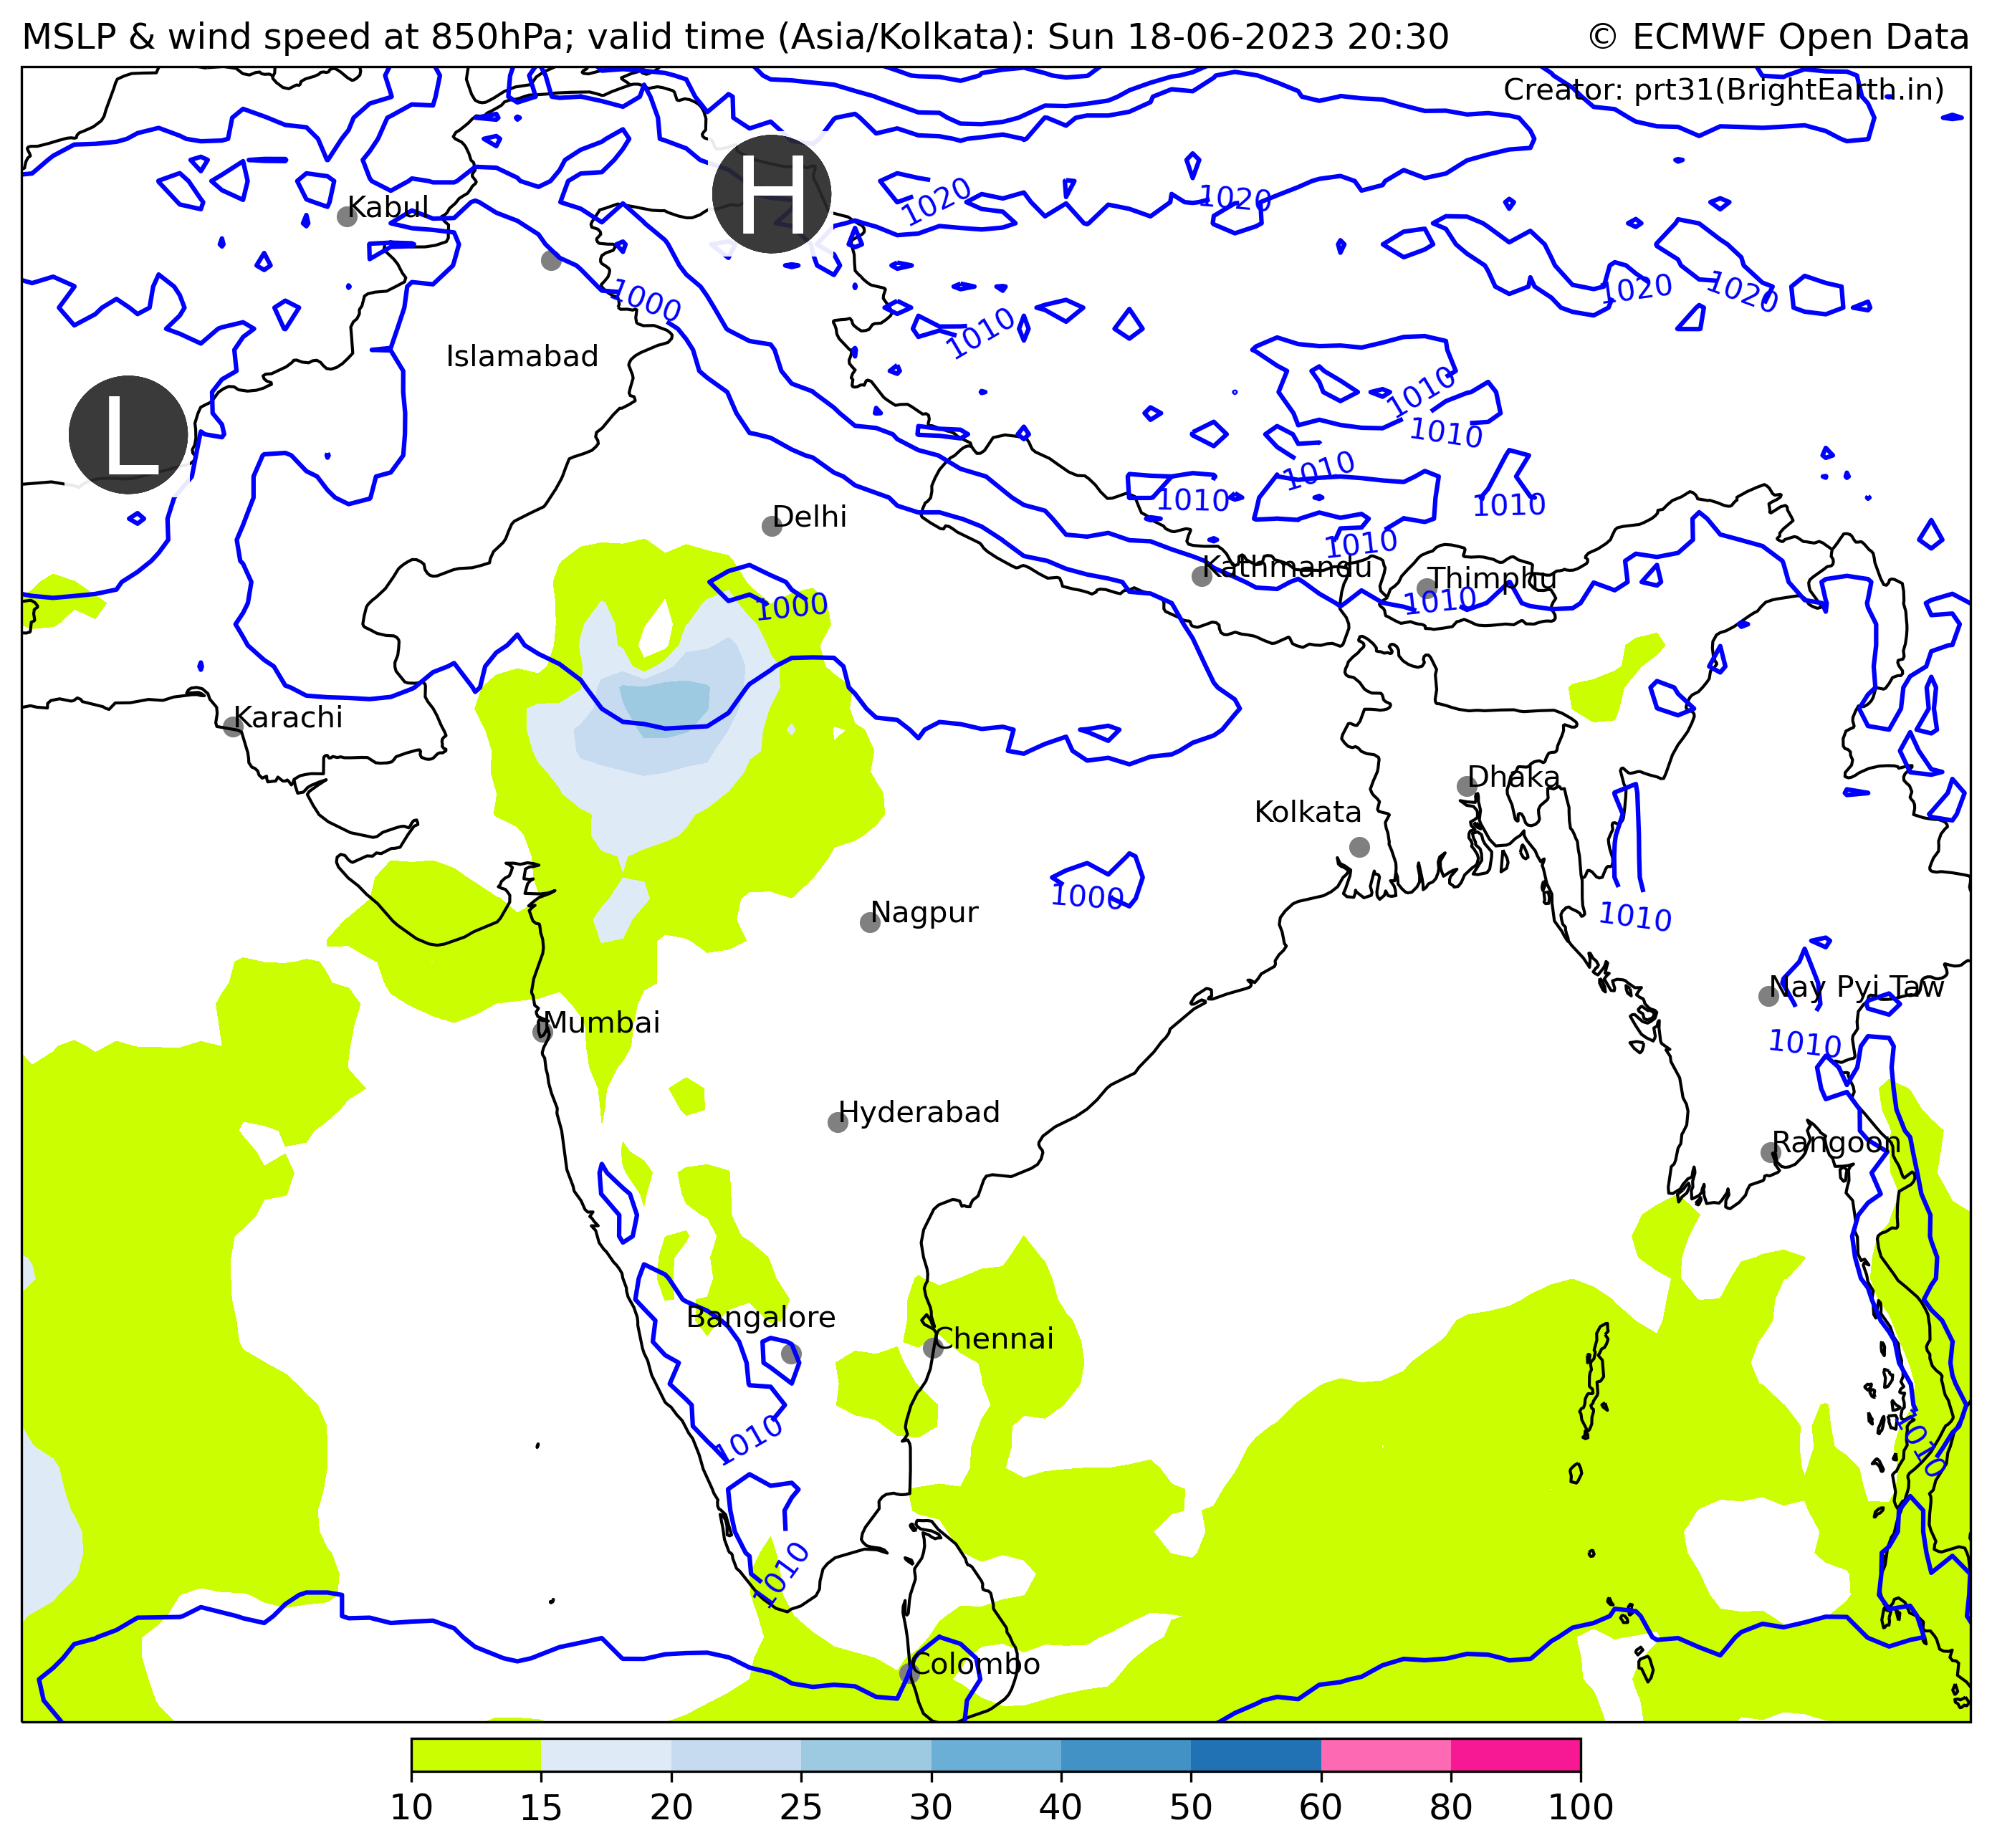 MSLP & wind speed at 850hPa; valid time (Asia/Kolkata): Sun 18-06-2023 20:30
© ECMWF Open Data
Creator: prt31(BrightEarth.in)
H
1020
1020
Kabul
1020
1020
1000
1010
Islamabad
1010
L
1010
1010
1010
1010
Delhi
1010
Kathmandu
Thimphu
1010
1000
Karachi
Dhaka
Kolkata
1000
Nagpur
1010
Nay Pyi Taw
Mumbai
1010
Hyderabad
Rangoon
Bangalore
Chennai
1010
1010
1010
Colombo
10 15 20 25 30 40 50 60 80 100